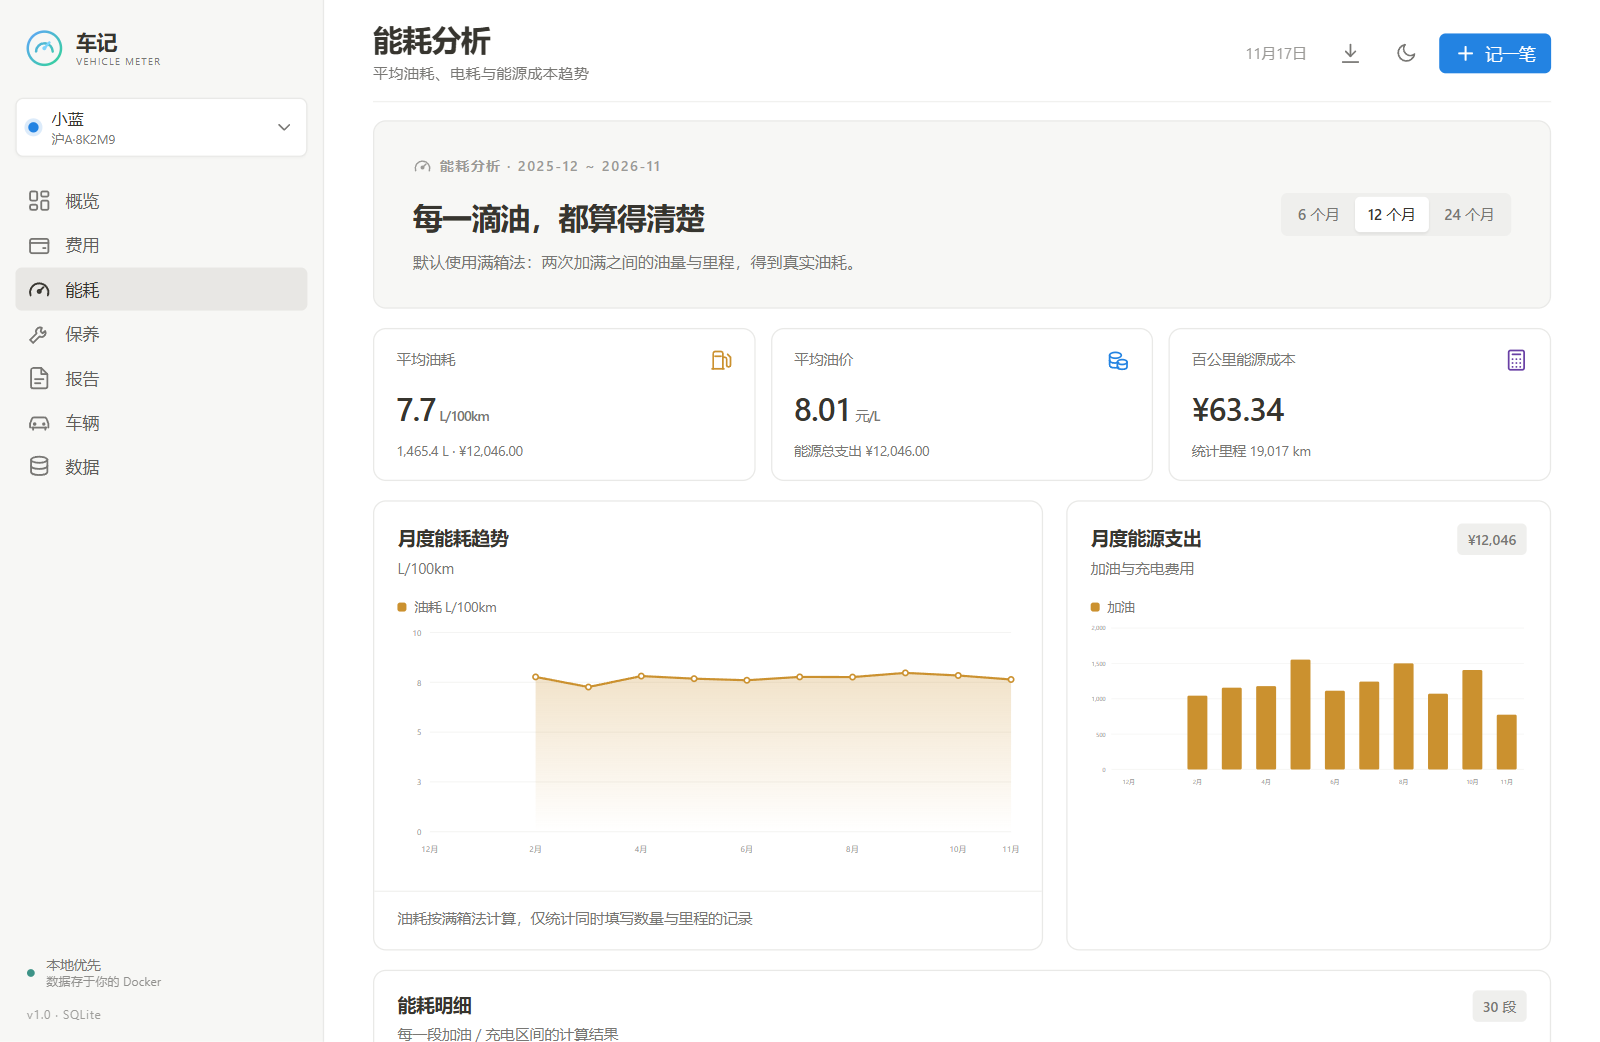 车记
VEHICLE METER
小蓝
沪A·8K2M9
概览
费用
能耗
保养
报告
车辆
数据
本地优先
数据存于你的 Docker
v1.0 · SQLite
能耗分析
平均油耗、电耗与能源成本趋势
11月17日
记一笔
能耗分析 · 2025-12 ~ 2026-11
每一滴油，都算得清楚
默认使用满箱法：两次加满之间的油量与里程，得到真实油耗。
6 个月
12 个月
24 个月
平均油耗
7.7 L/100km
1,465.4 L · ¥12,046.00
平均油价
8.01 元/L
能源总支出 ¥12,046.00
百公里能源成本
¥63.34
统计里程 19,017 km
月度能耗趋势
L/100km
油耗 L/100km
10
8
5
3
0
12月 2月 4月 6月 8月 10月 11月
油耗按满箱法计算，仅统计同时填写数量与里程的记录
月度能源支出
¥12,046
加油与充电费用
加油
2,000
1,500
1,000
500
0
12月 2月 4月 6月 8月 10月 11月
能耗明细
30 段
每一段加油 / 充电区间的计算结果